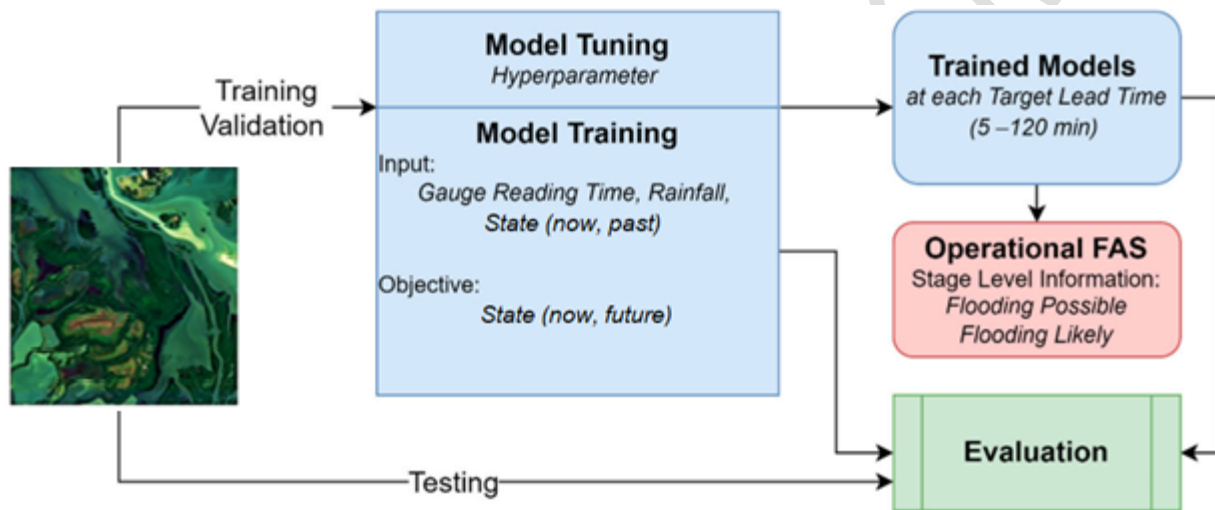 Training
Validation
Model Tuning
Hyperparameter
Model Training
Input:
Gauge Reading Time, Rainfall,
State (now, past)
Objective:
State (now, future)
Trained Models
at each Target Lead Time
(5 –120 min)
Operational FAS
Stage Level Information:
Flooding Possible
Flooding Likely
Evaluation
Testing